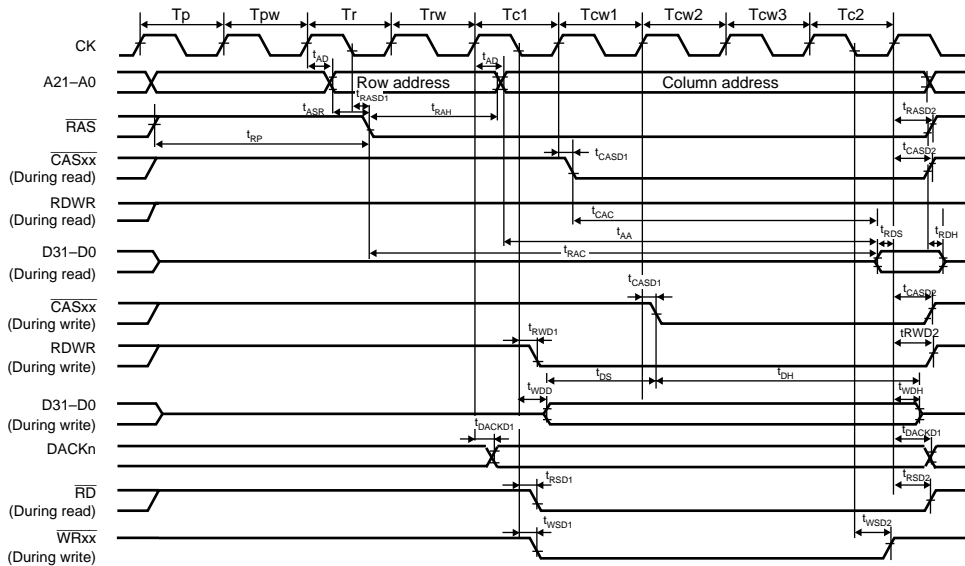 Tp Tpw Tr Trw Tc1 Tcw1 Tcw2 Tcw3 Tc2
CK
tAD tAD
A21–A0 Row address Column address
tRASD1
tASR tRAH tRASD2
RAS
tRP
CASxx tCASD1 tCASD2
(During read)
RDWR
(During read)
tCAC
tAA tRDS tRDH
D31–D0 tRAC
(During read)
tCASD1 tCASD2
CASxx
(During write)
RDWR tRWD1 tRWD2
(During write)
tDS tDH
tWDD tWDH
D31–D0
(During write)
tDACKD1 tDACKD1
DACKn
tRSD1 tRSD2
RD
(During read)
tWSD1 tWSD2
WRxx
(During write)